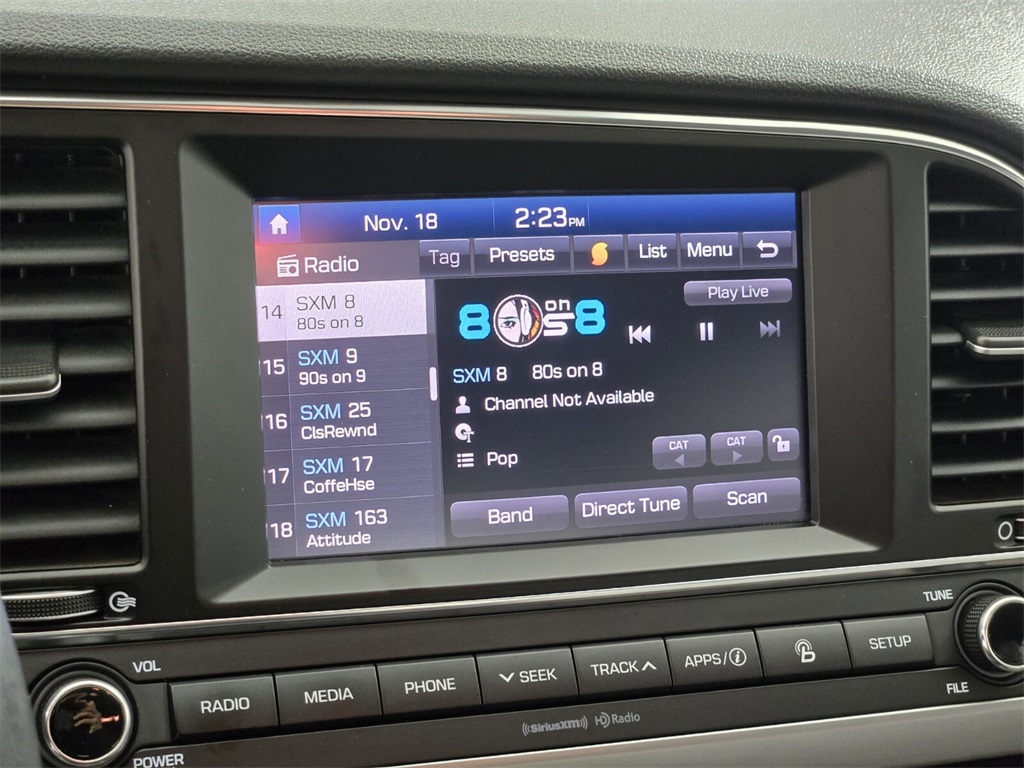 Nov. 18
2:23PM
Radio
Tag
Presets
List
Menu
14
SXM 8
80s on 8
15
SXM 9
90s on 9
16
SXM 25
ClsRewnd
17
SXM 17
CoffeHse
18
SXM 163
Attitude
Play Live
8 on 8
SXM 8 80s on 8
Channel Not Available
Pop
CAT
CAT
Band
Direct Tune
Scan
VOL
TUNE
RADIO
MEDIA
PHONE
SEEK
TRACK
APPS/i
SETUP
FILE
POWER
SiriusXM HD Radio